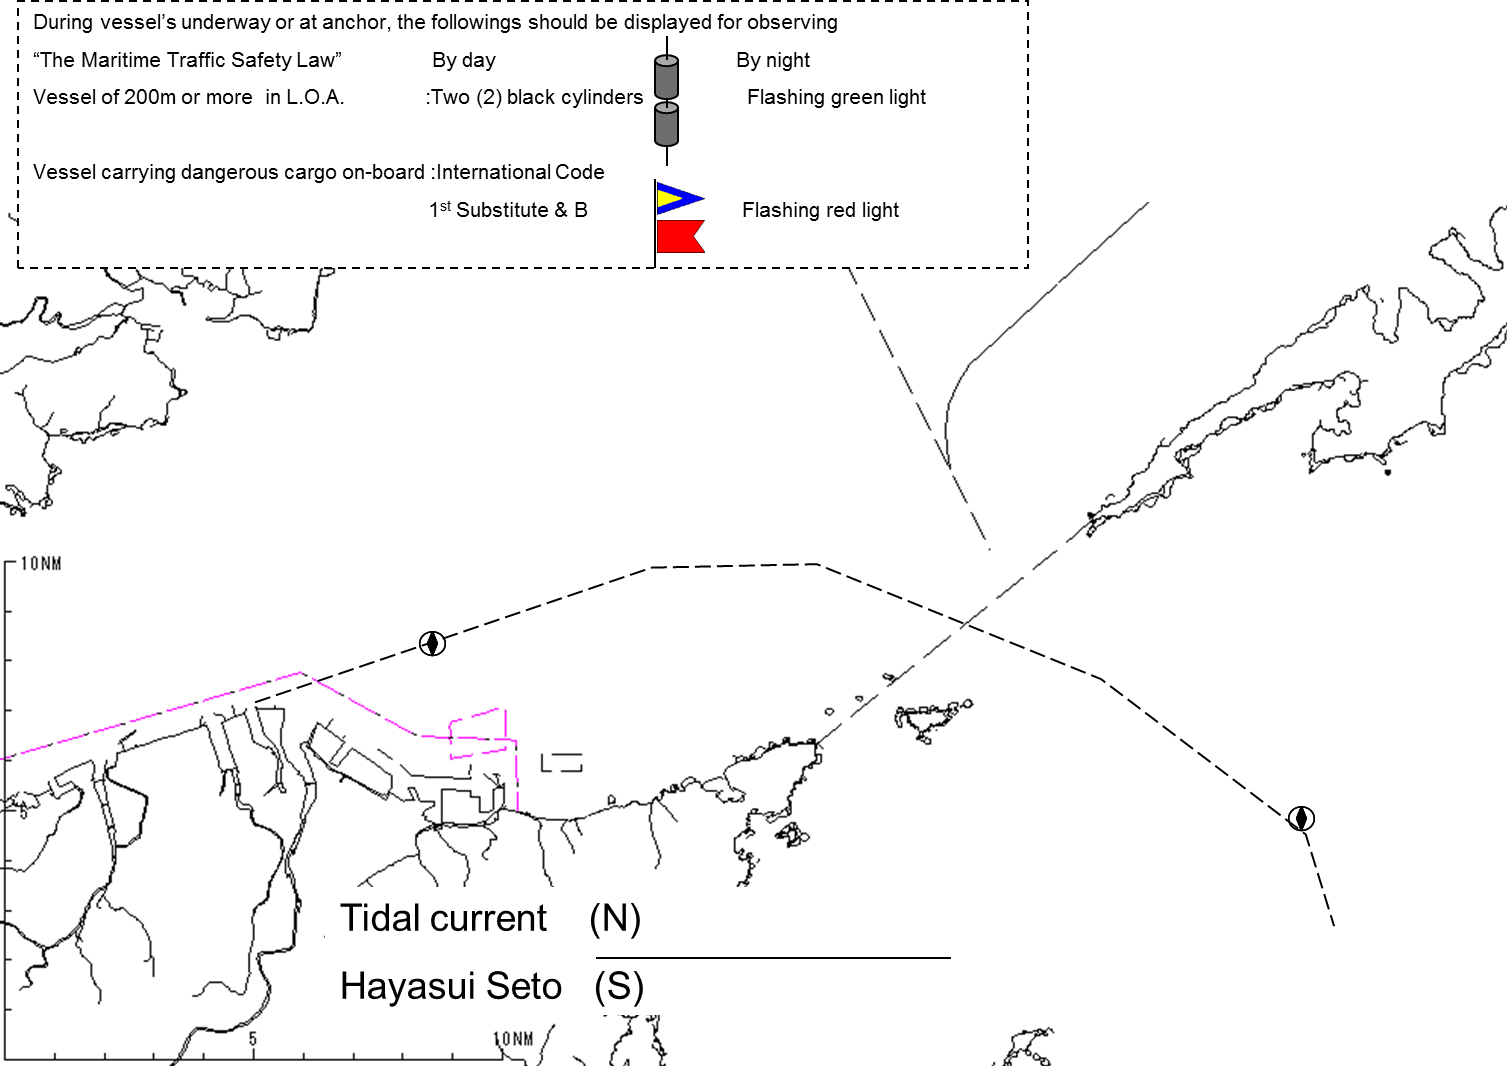 During vessel's underway or at anchor, the followings should be displayed for observing
“The Maritime Traffic Safety Law” By day By night
Vessel of 200m or more in L.O.A. :Two (2) black cylinders Flashing green light
Vessel carrying dangerous cargo on-board :International Code
1st Substitute & B Flashing red light
10NM
Tidal current (N)
Hayasui Seto (S)
5 10NM